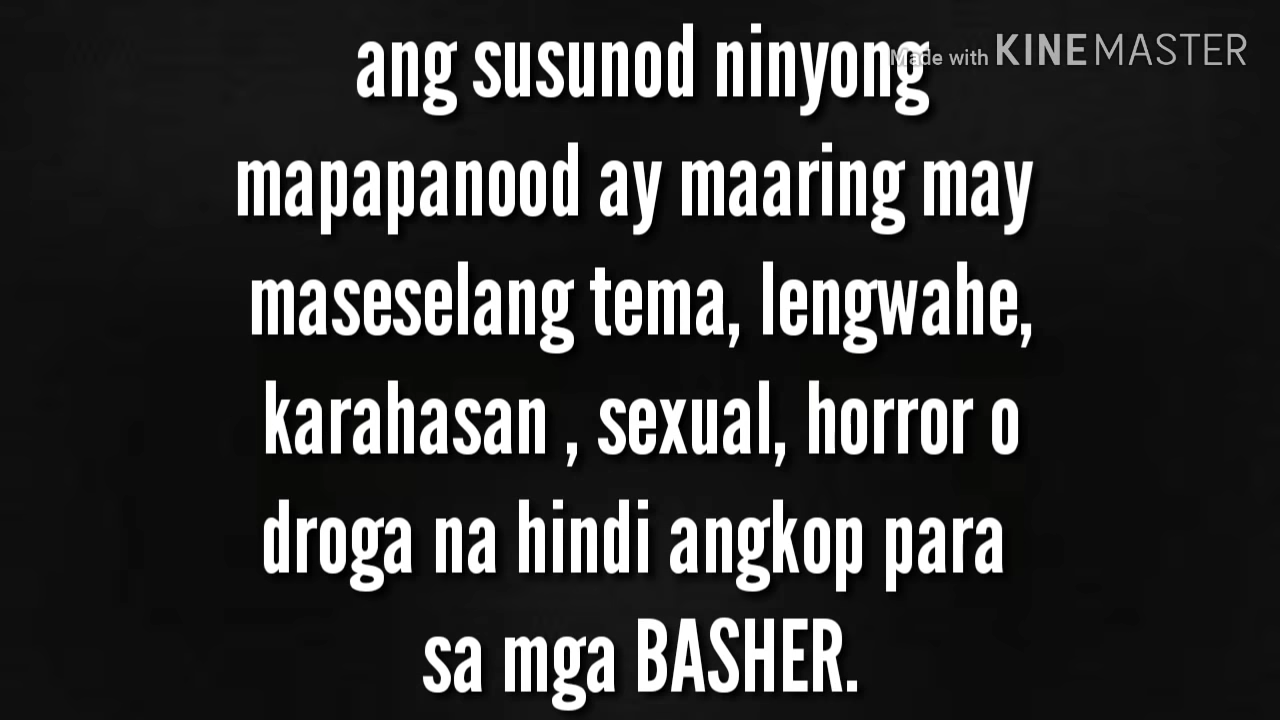 ang susunod ninyong
Made with KINEMASTER
mapapanood ay maaring may
maseselang tema, lengwahe,
karahasan , sexual, horror o
droga na hindi angkop para
sa mga BASHER.